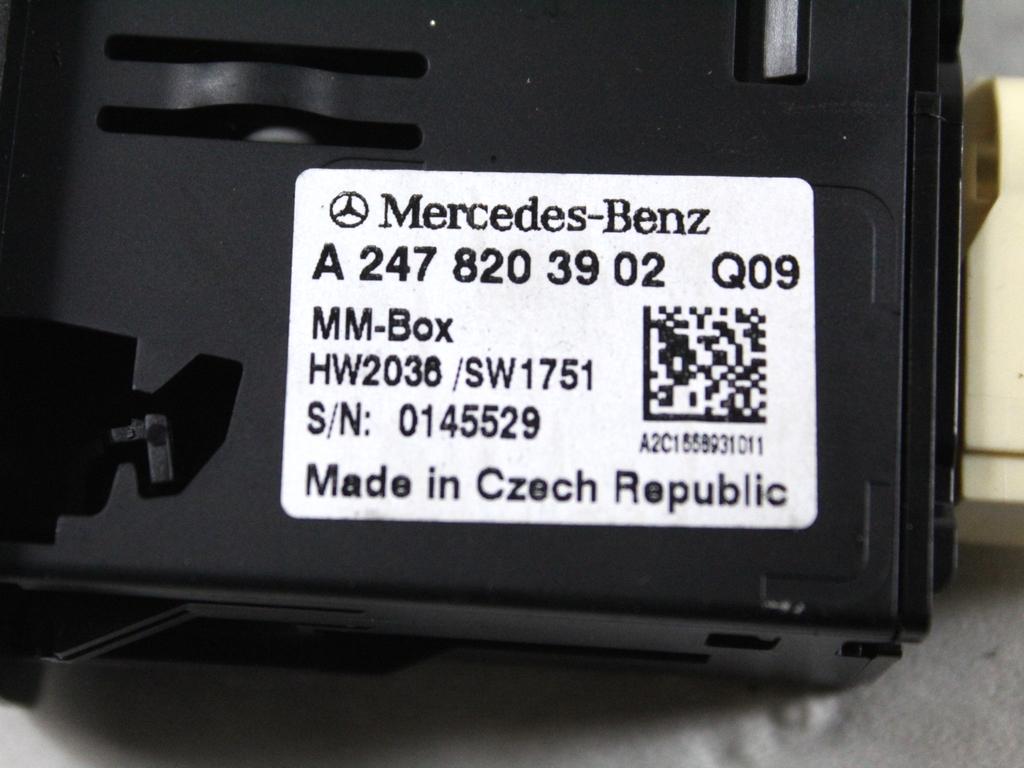 Mercedes-Benz
A 247 820 39 02 Q09
MM-Box
HW2036 /SW1751
S/N: 0145529
A2C1558931011
Made in Czech Republic